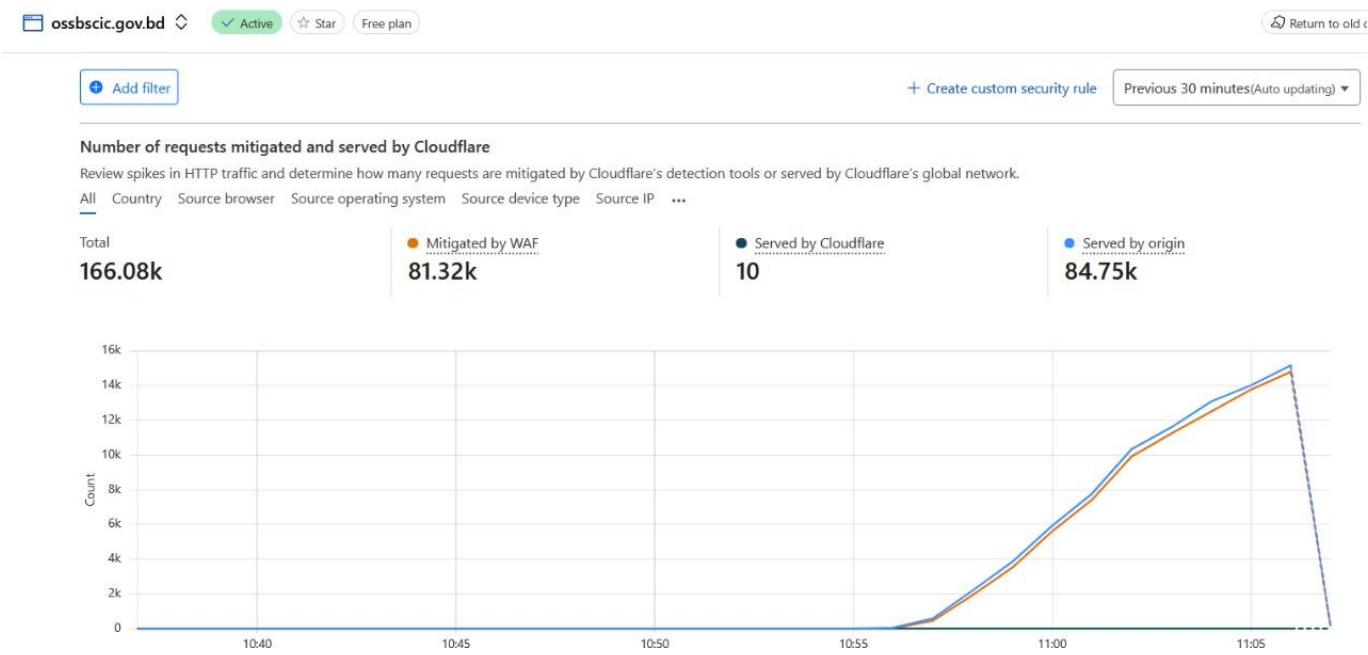 ossbscic.gov.bd Active Star Free plan Return to old
Add filter + Create custom security rule Previous 30 minutes(Auto updating)
Number of requests mitigated and served by Cloudflare
Review spikes in HTTP traffic and determine how many requests are mitigated by Cloudflare's detection tools or served by Cloudflare's global network.
All Country Source browser Source operating system Source device type Source IP ...
Total Mitigated by WAF Served by Cloudflare Served by origin
166.08k 81.32k 10 84.75k
16k
14k
12k
10k
8k
6k
4k
2k
0
Count
10:40 10:45 10:50 10:55 11:00 11:05